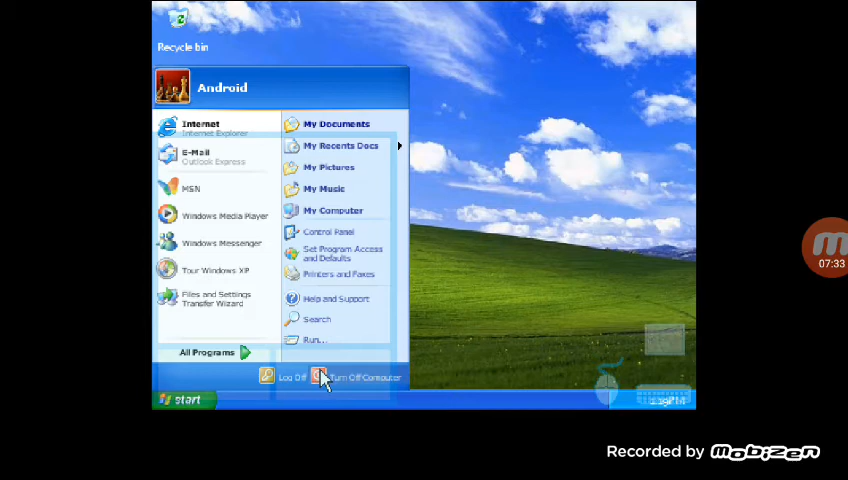 Recycle bin
Android
Internet
Internet Explorer
E-Mail
Outlook Express
MSN
Windows Media Player
Windows Messenger
Tour Windows XP
Files and Settings
Transfer Wizard
All Programs
My Documents
My Recents Docs
My Pictures
My Music
My Computer
Control Panel
Set Program Access
and Defaults
Printers and Faxes
Help and Support
Search
Run...
Log Off
Turn Off Computer
start
07:33
Recorded by mobizen